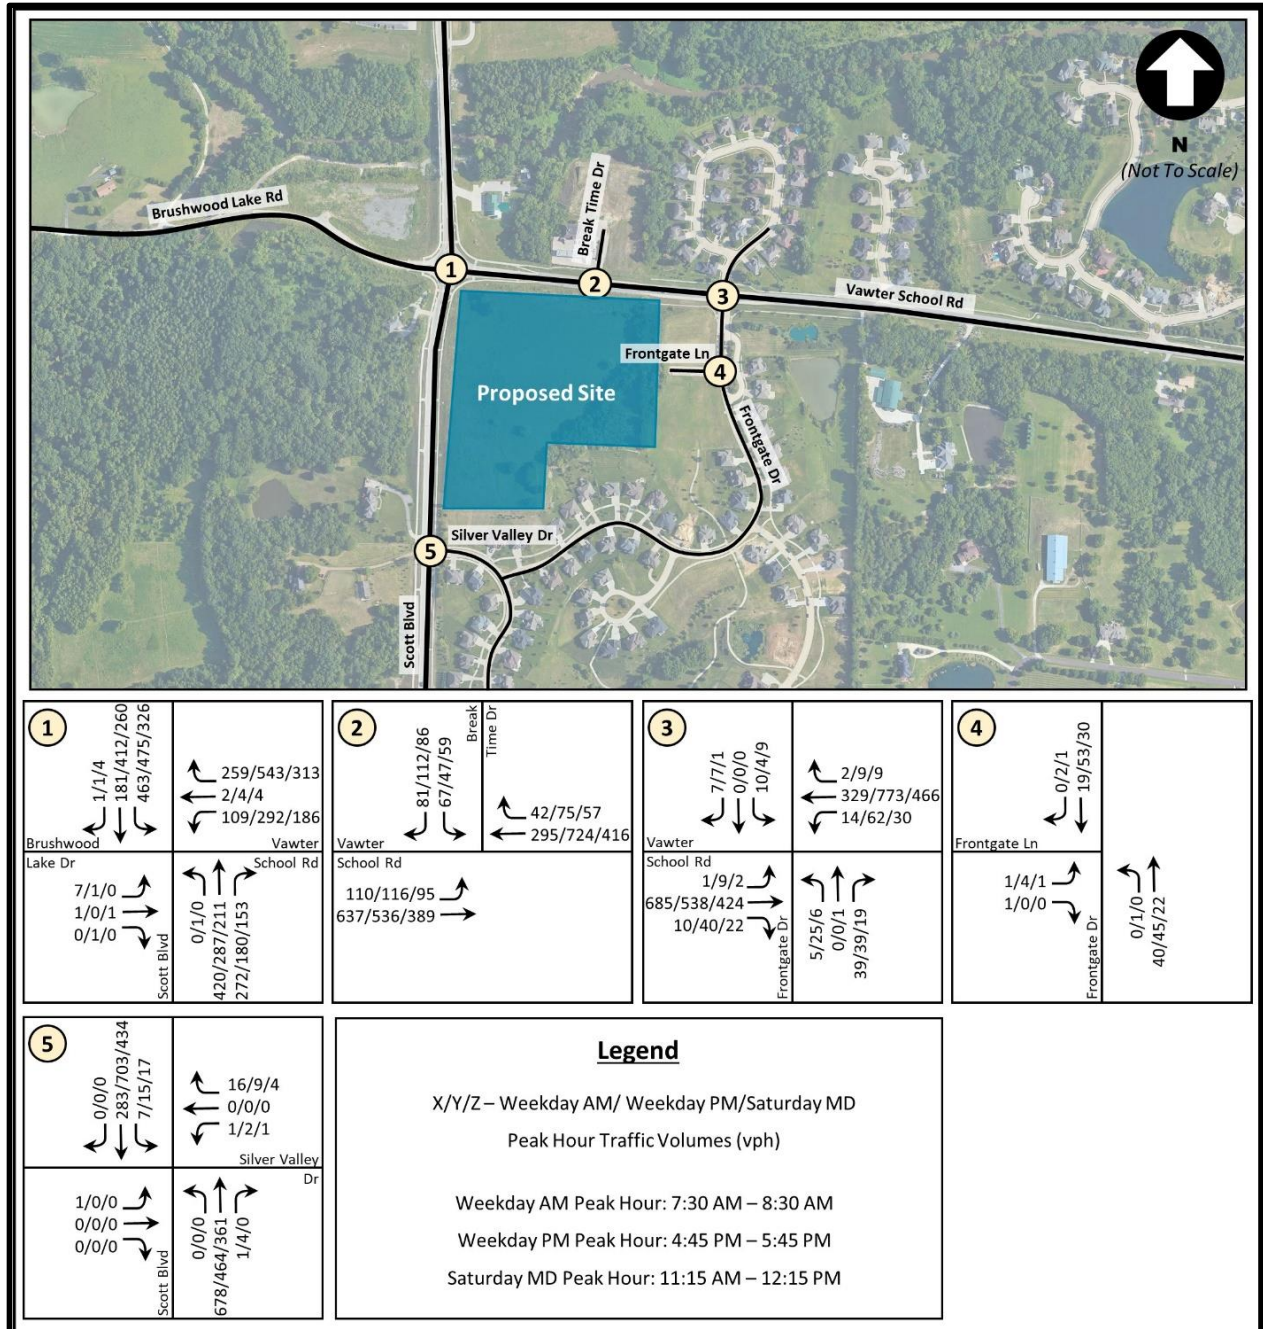 N
(Not To Scale)
Brushwood Lake Rd
Break Time Dr
1
2
3
Vawter School Rd
Frontgate Ln
4
Proposed Site
Frontgate Dr
Silver Valley Dr
5
Scott Blvd
1
1/1/4
181/412/260
463/475/326
259/543/313
2/4/4
109/292/186
Brushwood
Lake Dr
Vawter
School Rd
7/1/0
1/0/1
0/1/0
Scott Blvd
0/1/0
420/287/211
272/180/153
2
81/112/86
67/47/59
Break
Time Dr
42/75/57
295/724/416
Vawter
School Rd
110/116/95
637/536/389
3
7/7/1
0/0/0
10/4/9
2/9/9
329/773/466
14/62/30
Vawter
School Rd
1/9/2
685/538/424
10/40/22
Frontgate Dr
5/25/6
0/0/1
39/39/19
4
0/2/1
19/53/30
Frontgate Ln
1/4/1
1/0/0
Frontgate Dr
0/1/0
40/45/22
5
0/0/0
283/703/434
7/15/17
16/9/4
0/0/0
1/2/1
Silver Valley
Dr
1/0/0
0/0/0
0/0/0
Scott Blvd
0/0/0
678/464/361
1/4/0
Legend
X/Y/Z – Weekday AM/ Weekday PM/Saturday MD
Peak Hour Traffic Volumes (vph)
Weekday AM Peak Hour: 7:30 AM – 8:30 AM
Weekday PM Peak Hour: 4:45 PM – 5:45 PM
Saturday MD Peak Hour: 11:15 AM – 12:15 PM